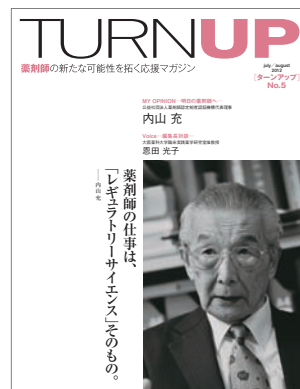 TURNUP
薬剤師の新たな可能性を拓く応援マガジン
july／august
2012
［ターンアップ］
No.5
MY OPINION—明日の薬剤師へ—
公益社団法人薬剤師認定制度認証機構代表理事
内山 充
Voice—編集長対談—
大阪薬科大学臨床実践薬学研究室准教授
恩田 光子
薬剤師の仕事は、
「レギュラトリーサイエンス」そのもの。
——内山 充